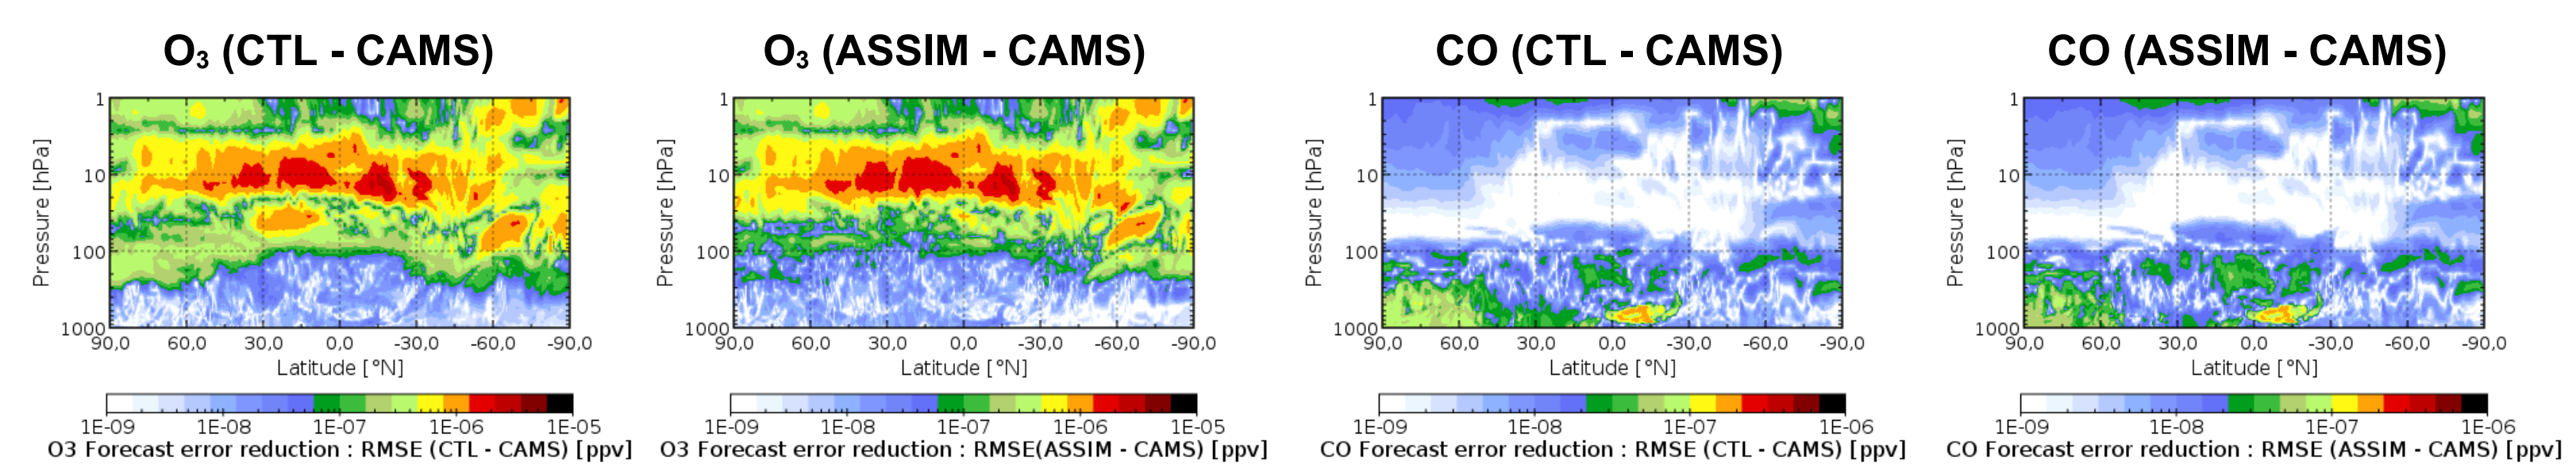 O₃ (CTL - CAMS)
O₃ (ASSIM - CAMS)
CO (CTL - CAMS)
CO (ASSIM - CAMS)
Pressure [hPa]
1
10
100
1000
90,0 60,0 30,0 0,0 -30,0 -60,0 -90,0
Latitude [°N]
1E-09 1E-08 1E-07 1E-06 1E-05
O3 Forecast error reduction : RMSE (CTL - CAMS) [ppv]
Pressure [hPa]
1
10
100
1000
90,0 60,0 30,0 0,0 -30,0 -60,0 -90,0
Latitude [°N]
1E-09 1E-08 1E-07 1E-06 1E-05
O3 Forecast error reduction : RMSE(ASSIM - CAMS) [ppv]
Pressure [hPa]
1
10
100
1000
90,0 60,0 30,0 0,0 -30,0 -60,0 -90,0
Latitude [°N]
1E-09 1E-08 1E-07 1E-06
CO Forecast error reduction : RMSE (CTL - CAMS) [ppv]
Pressure [hPa]
1
10
100
1000
90,0 60,0 30,0 0,0 -30,0 -60,0 -90,0
Latitude [°N]
1E-09 1E-08 1E-07 1E-06
CO Forecast error reduction : RMSE (ASSIM - CAMS) [ppv]